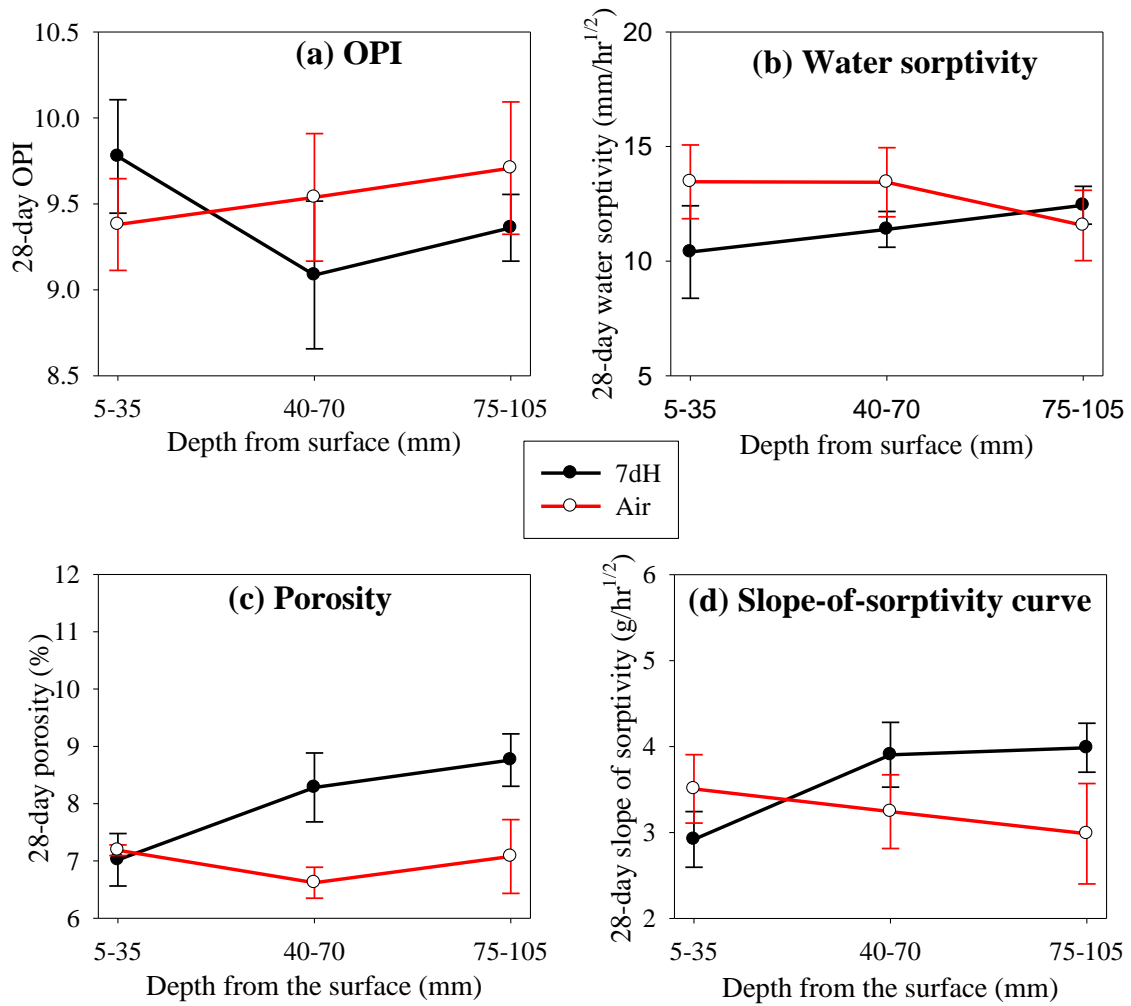 (a) OPI
28-day OPI
10.5
10.0
9.5
9.0
8.5
5-35 40-70 75-105
Depth from surface (mm)
(b) Water sorptivity
28-day water sorptivity (mm/hr^1/2)
20
15
10
5
5-35 40-70 75-105
Depth from surface (mm)
7dH
Air
(c) Porosity
28-day porosity (%)
12
11
10
9
8
7
6
5-35 40-70 75-105
Depth from the surface (mm)
(d) Slope-of-sorptivity curve
28-day slope of sorptivity (g/hr^1/2)
6
5
4
3
2
5-35 40-70 75-105
Depth from the surface (mm)